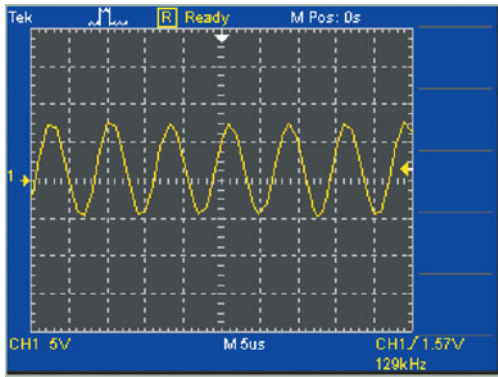 Tek R Ready M Pos: 0s
1
CH1 5V M 5us CH1 / 1.57V
129kHz